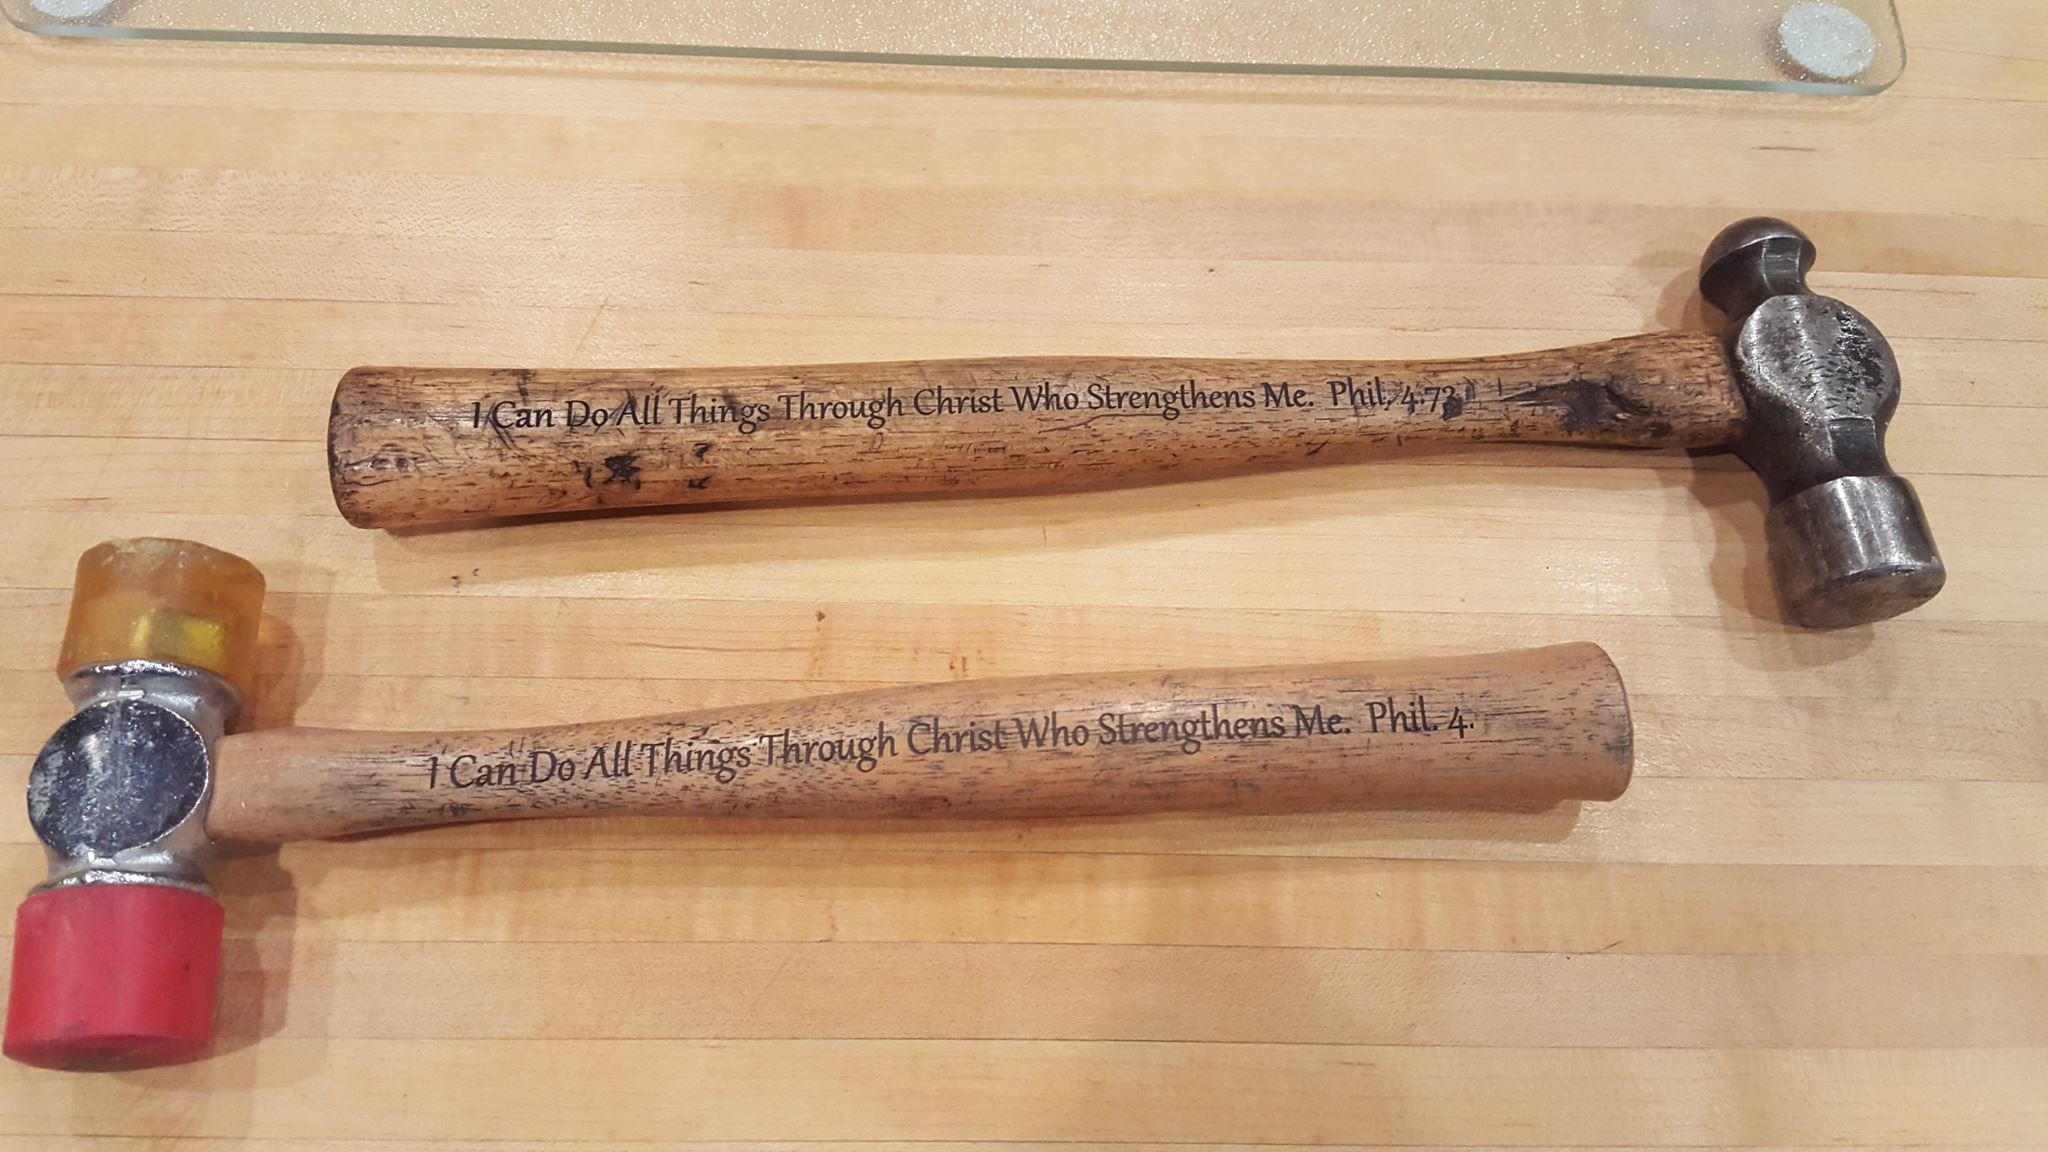 I Can Do All Things Through Christ Who Strengthens Me. Phil. 4:73
I Can Do All Things Through Christ Who Strengthens Me. Phil. 4.